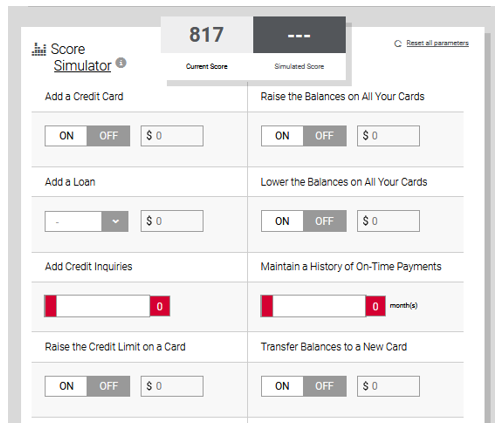 817
---
Current Score
Simulated Score
Score
Simulator
Reset all parameters
Add a Credit Card
Raise the Balances on All Your Cards
ON OFF $ 0
ON OFF $ 0
Add a Loan
Lower the Balances on All Your Cards
- $ 0
ON OFF $ 0
Add Credit Inquiries
Maintain a History of On-Time Payments
0
0 month(s)
Raise the Credit Limit on a Card
Transfer Balances to a New Card
ON OFF $ 0
ON OFF $ 0